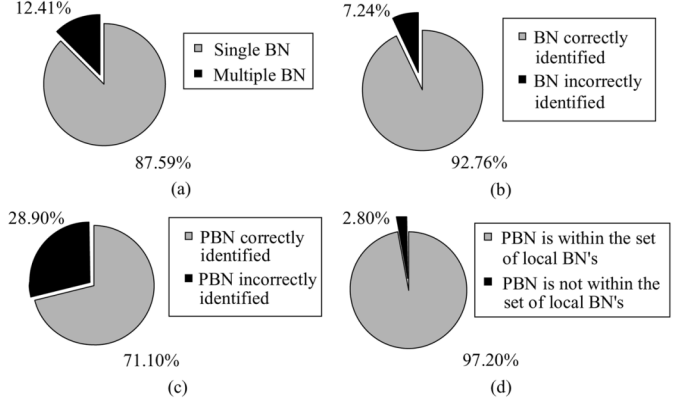 12.41%
Single BN
Multiple BN
87.59%
(a)
7.24%
BN correctly
identified
BN incorrectly
identified
92.76%
(b)
28.90%
PBN correctly
identified
PBN incorrectly
identified
71.10%
(c)
2.80%
PBN is within the set
of local BN's
PBN is not within the
set of local BN's
97.20%
(d)